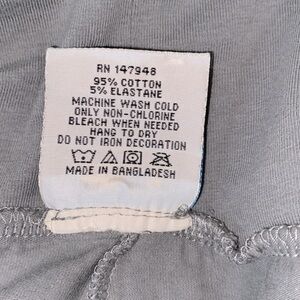 RN 147948
95% COTTON
5% ELASTANE
MACHINE WASH COLD
ONLY NON-CHLORINE
BLEACH WHEN NEEDED
HANG TO DRY
DO NOT IRON DECORATION
MADE IN BANGLADESH